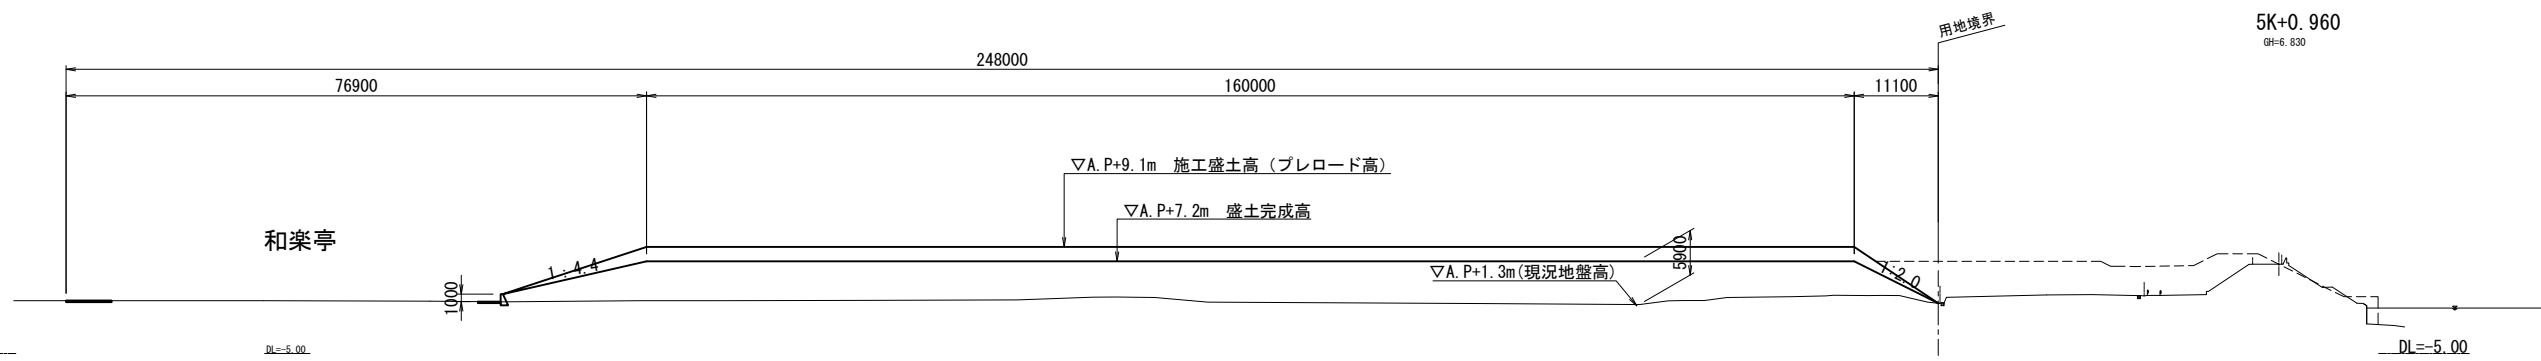 用地境界
5K+0.960
GH=6.830
248000
76900
160000
11100
▽A.P+9.1m 施工盛土高（プレロード高）
▽A.P+7.2m 盛土完成高
和楽亭
5900
1:4.4
▽A.P+1.3m(現況地盤高)
1:2.0
1000
DL=-5.00
DL=-5.00